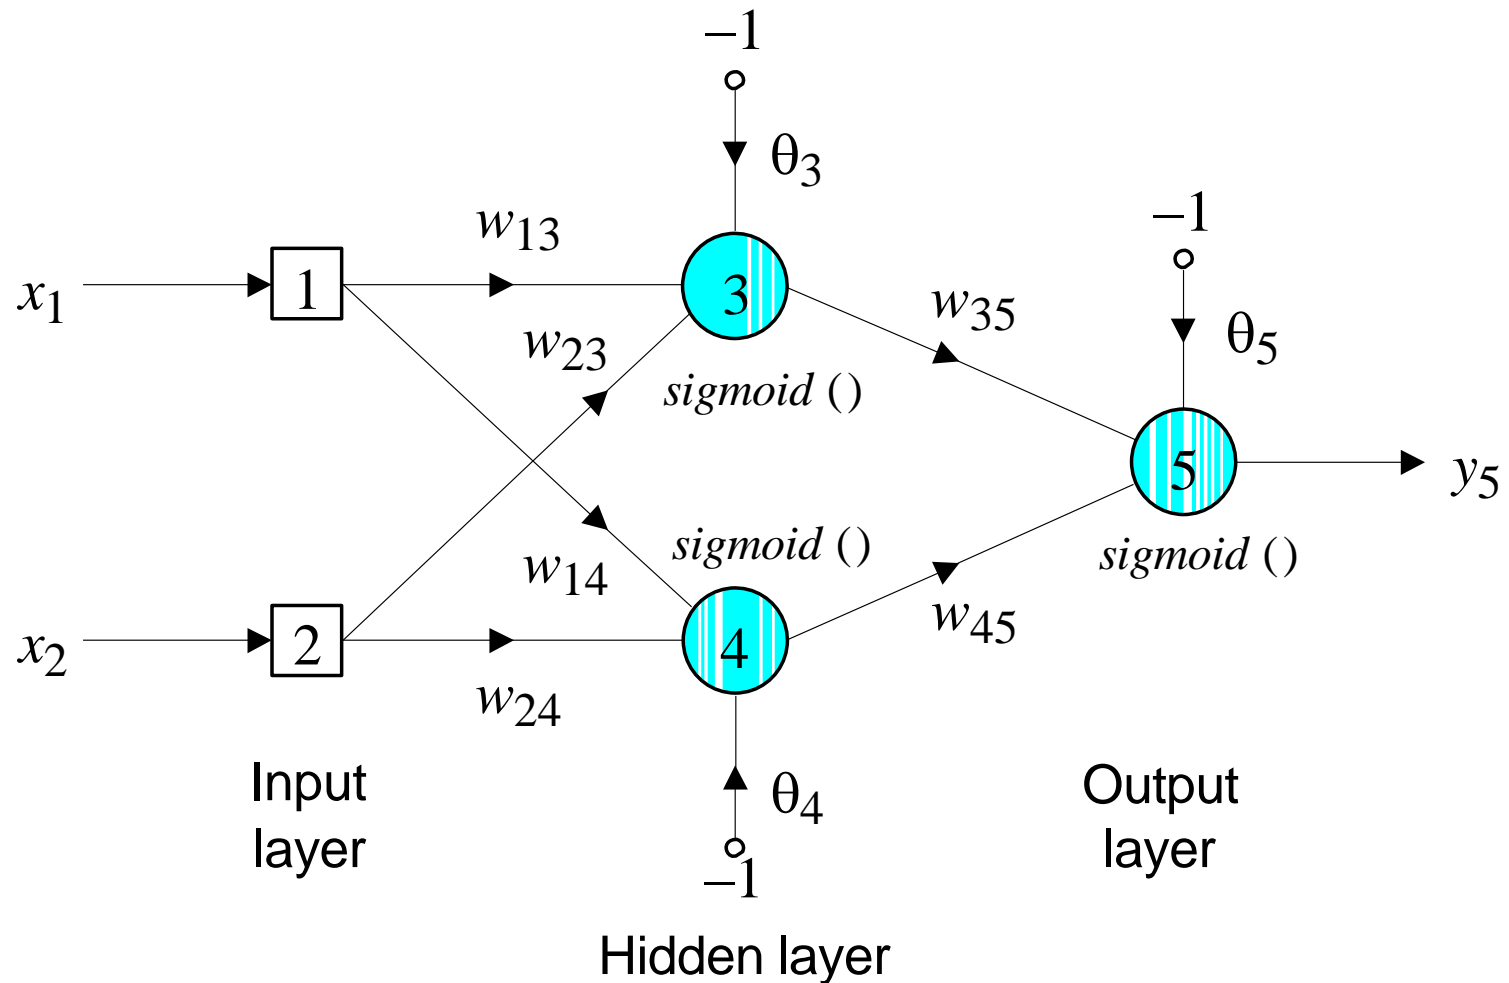 –1
θ3
–1
w13
x1
1
3
w35
w23
θ5
sigmoid ()
5
y5
sigmoid ()
sigmoid ()
w14
w45
x2
2
4
w24
Input
layer
θ4
Output
layer
–1
Hidden layer